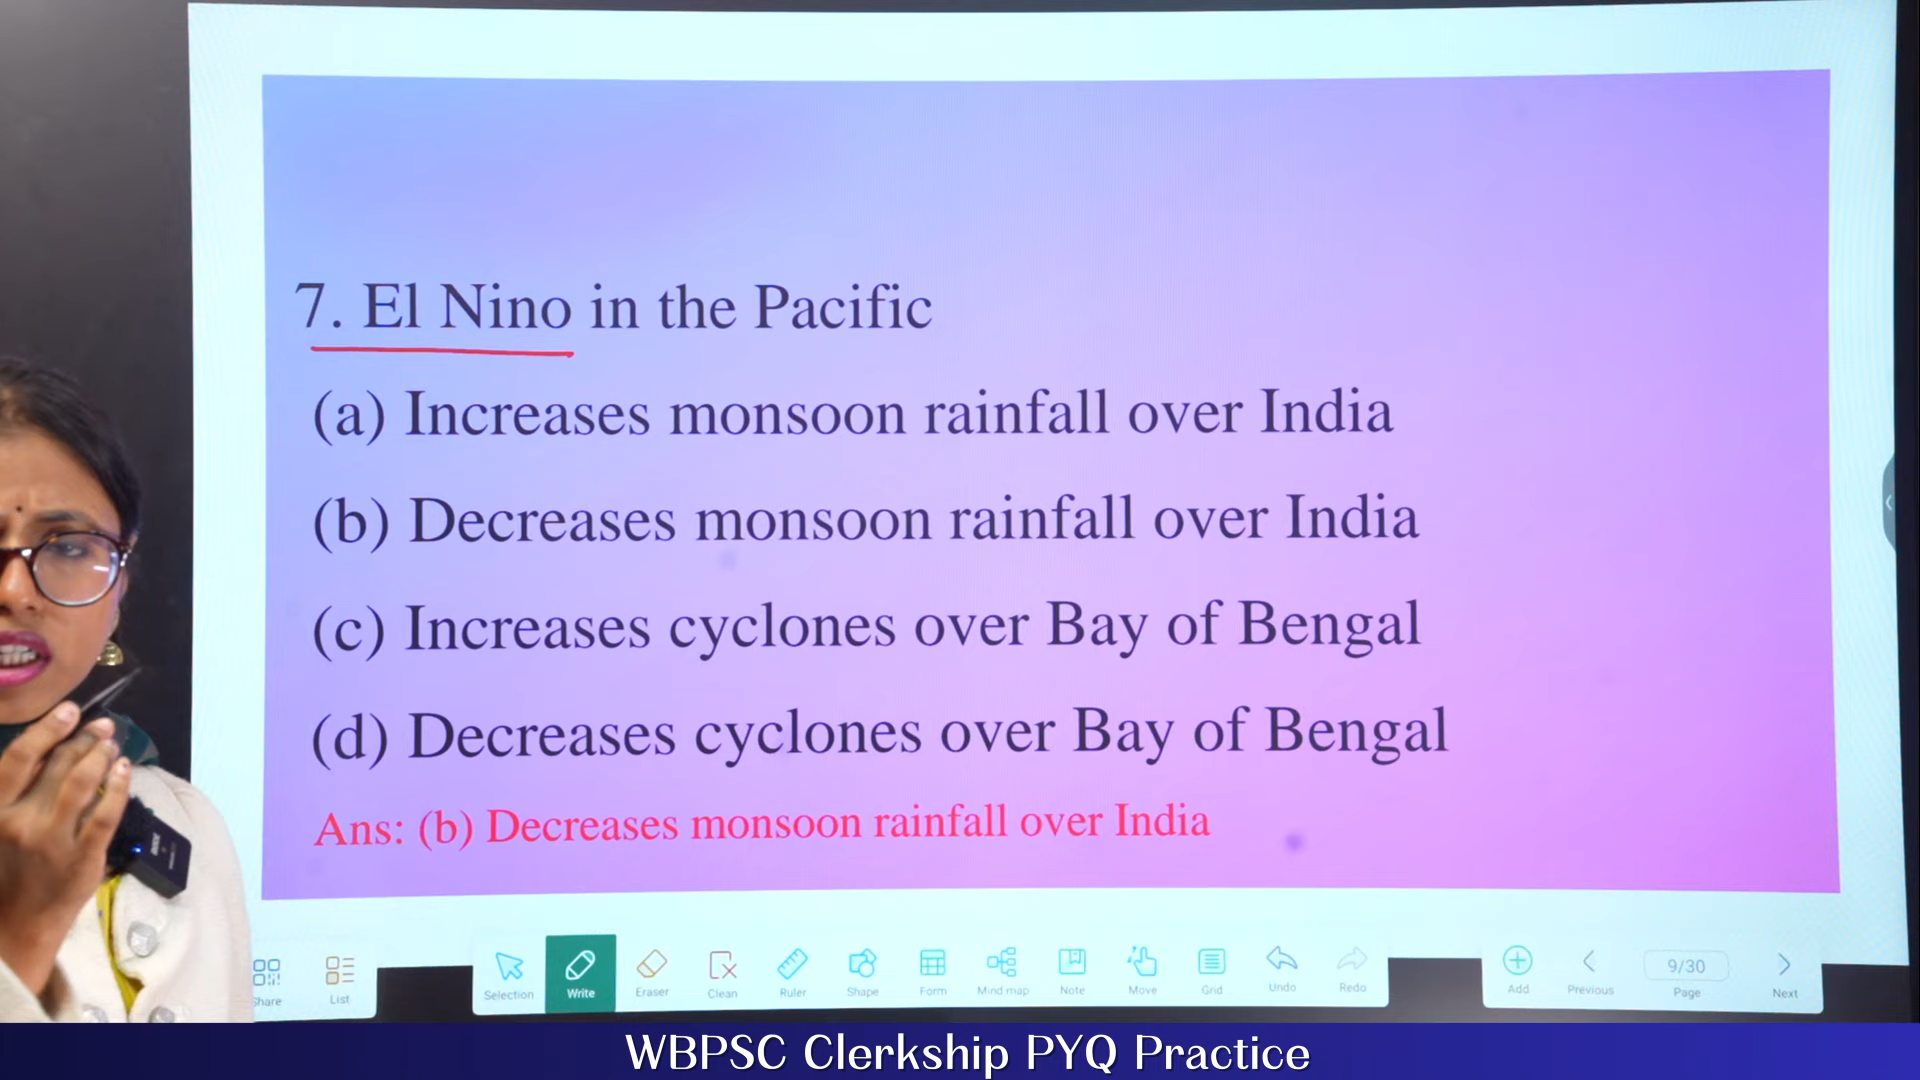 7. El Nino in the Pacific
(a) Increases monsoon rainfall over India
(b) Decreases monsoon rainfall over India
(c) Increases cyclones over Bay of Bengal
(d) Decreases cyclones over Bay of Bengal
Ans: (b) Decreases monsoon rainfall over India
Share List Selection Write Eraser Clean Ruler Shape Form Mind map Note Move Grid Undo Redo Add Previous 9/30 Page Next
WBPSC Clerkship PYQ Practice